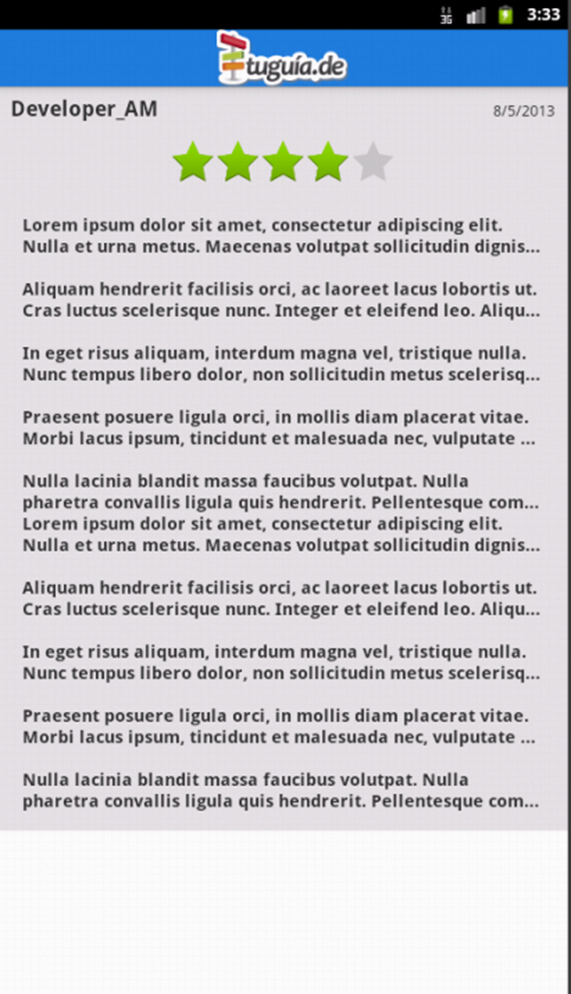 3G 3:33
tuguía.de
Developer_AM 8/5/2013
Lorem ipsum dolor sit amet, consectetur adipiscing elit.
Nulla et urna metus. Maecenas volutpat sollicitudin dignis...
Aliquam hendrerit facilisis orci, ac laoreet lacus lobortis ut.
Cras luctus scelerisque nunc. Integer et eleifend leo. Aliqu...
In eget risus aliquam, interdum magna vel, tristique nulla.
Nunc tempus libero dolor, non sollicitudin metus scelerisq...
Praesent posuere ligula orci, in mollis diam placerat vitae.
Morbi lacus ipsum, tincidunt et malesuada nec, vulputate ...
Nulla lacinia blandit massa faucibus volutpat. Nulla
pharetra convallis ligula quis hendrerit. Pellentesque com...
Lorem ipsum dolor sit amet, consectetur adipiscing elit.
Nulla et urna metus. Maecenas volutpat sollicitudin dignis...
Aliquam hendrerit facilisis orci, ac laoreet lacus lobortis ut.
Cras luctus scelerisque nunc. Integer et eleifend leo. Aliqu...
In eget risus aliquam, interdum magna vel, tristique nulla.
Nunc tempus libero dolor, non sollicitudin metus scelerisq...
Praesent posuere ligula orci, in mollis diam placerat vitae.
Morbi lacus ipsum, tincidunt et malesuada nec, vulputate ...
Nulla lacinia blandit massa faucibus volutpat. Nulla
pharetra convallis ligula quis hendrerit. Pellentesque com...